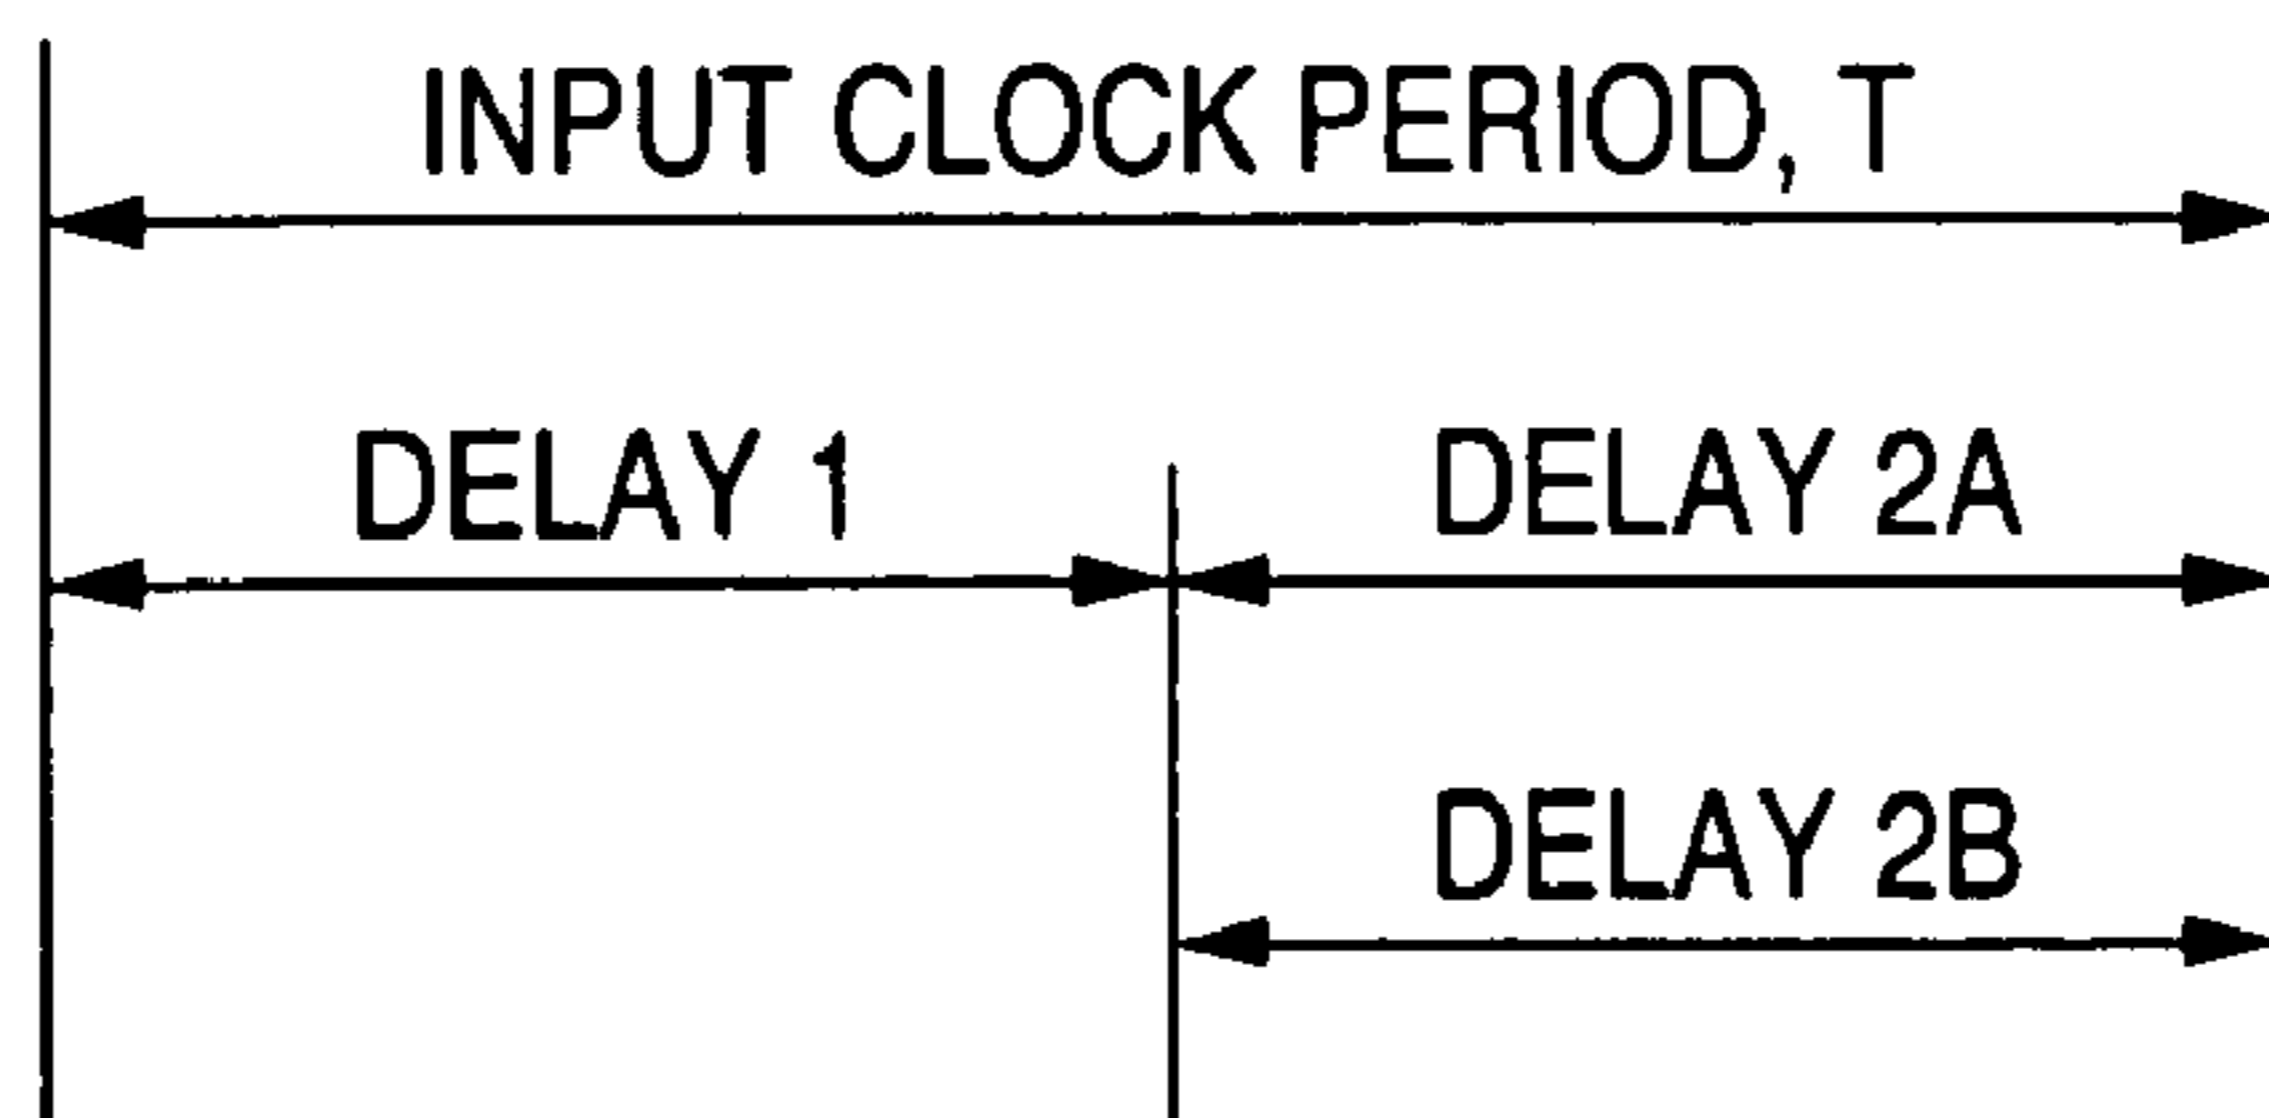 INPUT CLOCK PERIOD, T
DELAY 1
DELAY 2A
DELAY 2B